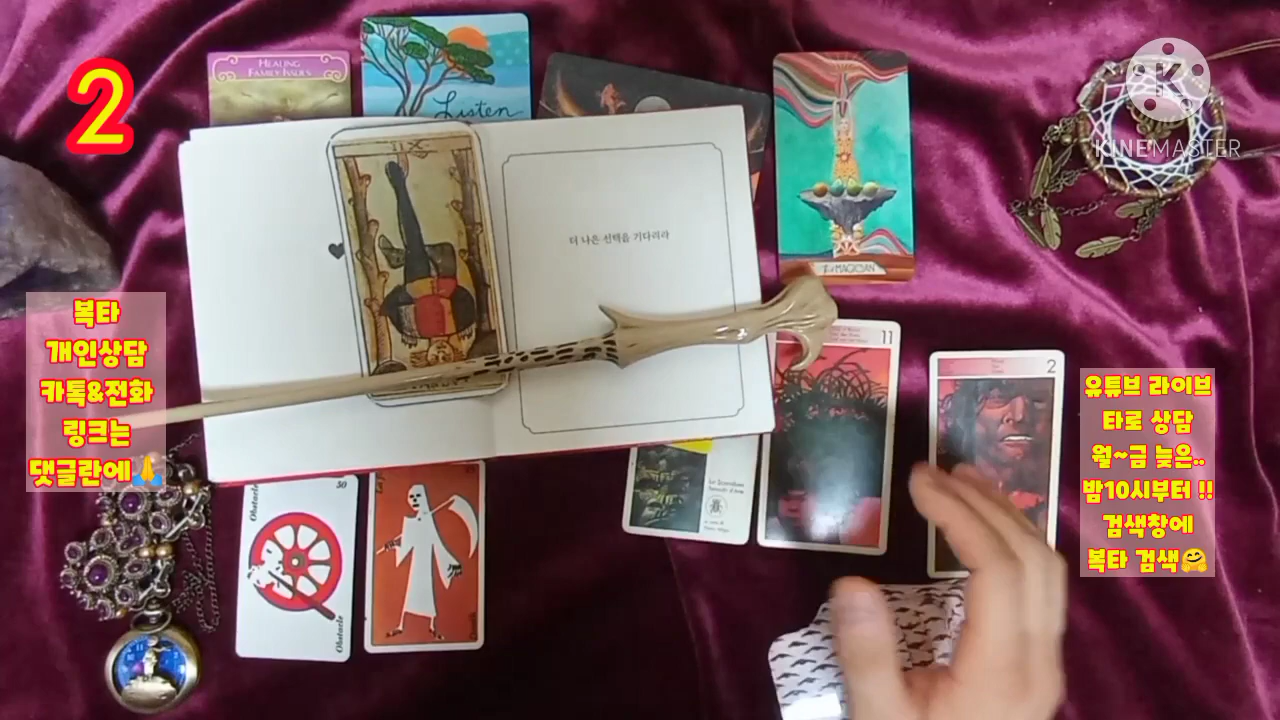 2
HEALING
FAMILY ISSUES
Listen
K
KINEMASTER
더 나은 선택을 기다리라
THE MAGICIAN
복타
개인상담
카톡&전화
링크는
댓글란에🙏
11
2
유튜브 라이브
타로 상담
월~금 늦은..
밤10시부터 !!
검색창에
복타 검색🤗
Obstacle
50
Obstacle